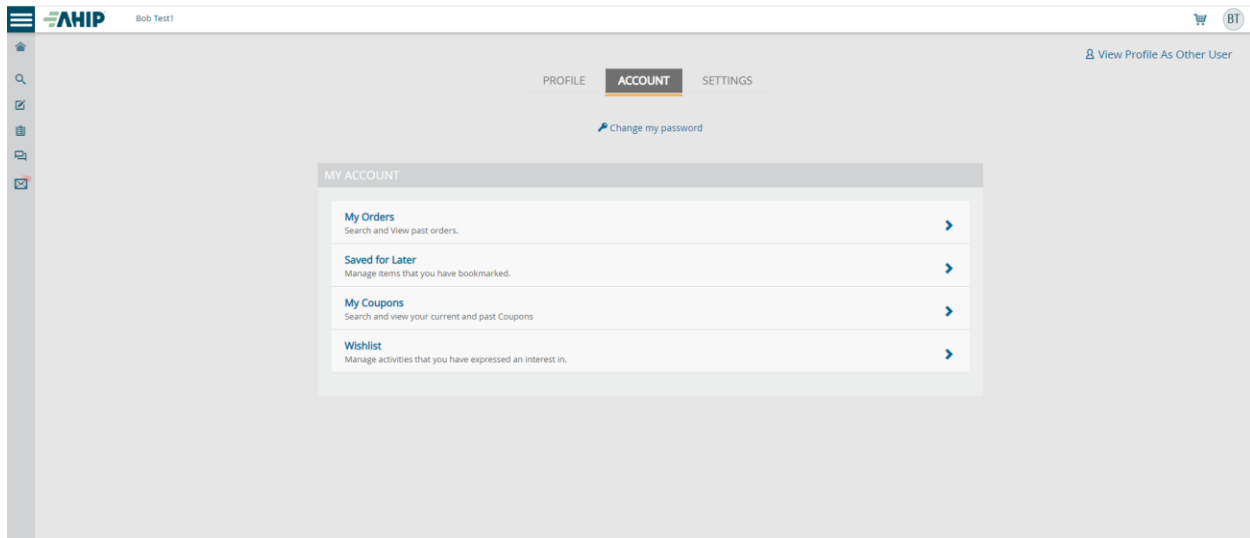 AHIP
Bob Test1
BT
View Profile As Other User
PROFILE
ACCOUNT
SETTINGS
Change my password
MY ACCOUNT
My Orders
Search and View past orders.
Saved for Later
Manage items that you have bookmarked.
My Coupons
Search and view your current and past Coupons
Wishlist
Manage activities that you have expressed an interest in.